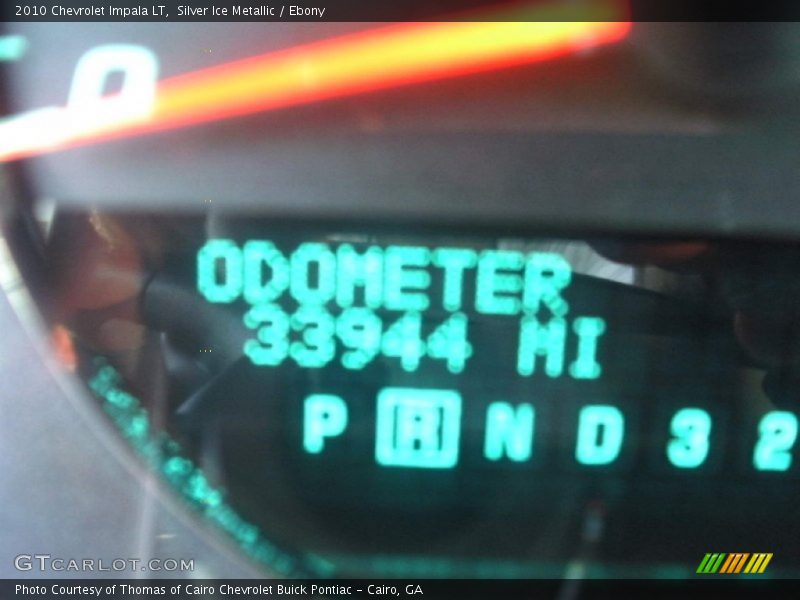 2010 Chevrolet Impala LT,  Silver Ice Metallic / Ebony
0
ODOMETER
33944 MI
P R N D 3 2
GTCARLOT.COM
Photo Courtesy of Thomas of Cairo Chevrolet Buick Pontiac - Cairo, GA